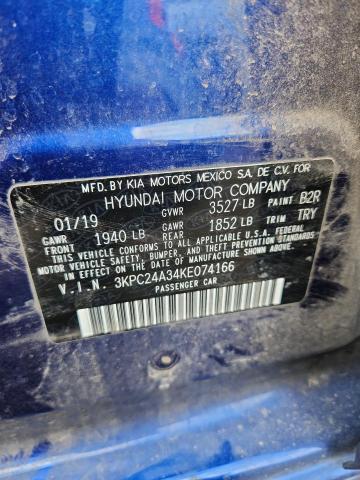 MFD. BY KIA MOTORS MEXICO S.A. DE C.V. FOR
HYUNDAI MOTOR COMPANY
01/19 GVWR 3527 LB PAINT B2R
GAWR FRONT 1940 LB GAWR REAR 1852 LB TRIM TRY
THIS VEHICLE CONFORMS TO ALL APPLICABLE U.S.A. FEDERAL
MOTOR VEHICLE SAFETY, BUMPER, AND THEFT PREVENTION
STANDARDS IN EFFECT ON THE DATE OF MANUFACTURE SHOWN ABOVE.
V.I.N. 3KPC24A34KE074166
PASSENGER CAR